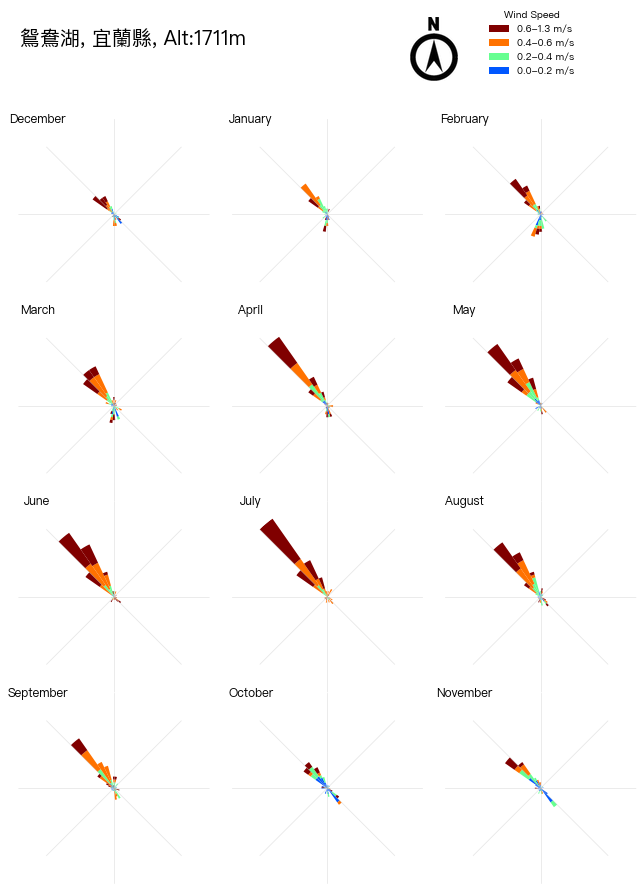 鴛鴦湖, 宜蘭縣, Alt:1711m
N
Wind Speed
0.6–1.3 m/s
0.4–0.6 m/s
0.2–0.4 m/s
0.0–0.2 m/s
December
January
February
March
April
May
June
July
August
September
October
November